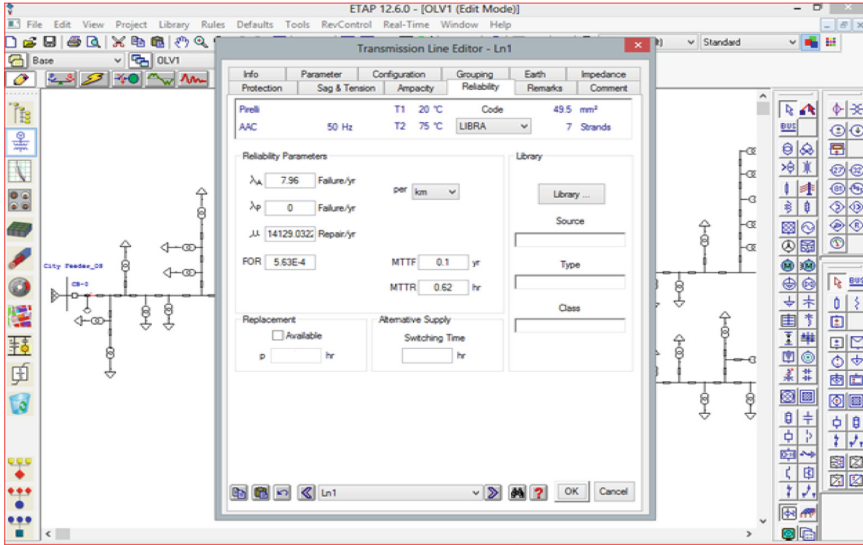 ETAP 12.6.0 - [OLV1 (Edit Mode)]
File Edit View Project Library Rules Defaults Tools RevControl Real-Time Window Help
Standard
Base
OLV1
Transmission Line Editor - Ln1
Info Parameter Configuration Grouping Earth Impedance
Protection Sag & Tension Ampacity Reliability Remarks Comment
Pirelli T1 20 °C Code 49.5 mm²
AAC 50 Hz T2 75 °C LIBRA 7 Strands
Reliability Parameters
Library
λA 7.96 Failure/yr per km
Library ...
λP 0 Failure/yr
Source
μ 14129.0322 Repair/yr
FOR 5.63E-4 MTTF 0.1 yr
Type
MTTR 0.62 hr
Class
Replacement
Alternative Supply
Available
Switching Time
p hr
hr
City Feeder_08
CB-8
Ln1
OK
Cancel
BUS
BUS